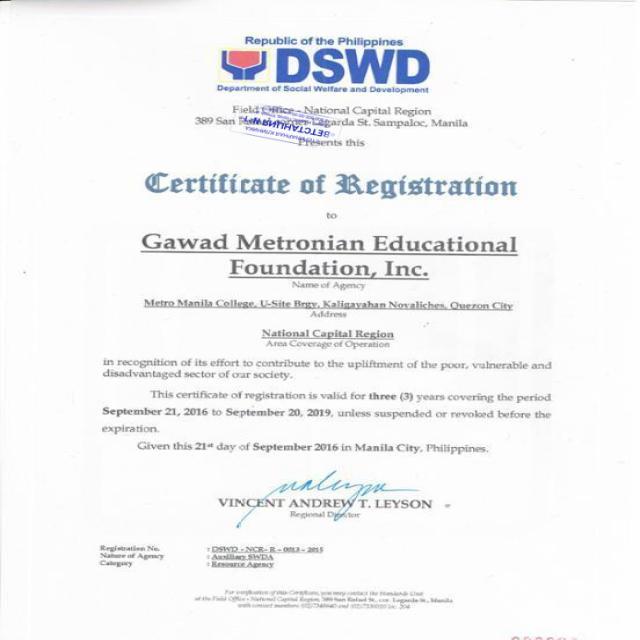 Republic of the Philippines
DSWD
Department of Social Welfare and Development
Field Office - National Capital Region
389 San Legarda St. Sampaloc, Manila
ВЕТСТАНЦИЯ №
Presents this
Certificate of Registration
to
Gawad Metronian Educational
Foundation, Inc.
Name of Agency
Metro Manila College, U-Site Brgy, Kaligayahan Novaliches, Quezon City
Address
National Capital Region
Area Coverage of Operation
in recognition of its effort to contribute to the upliftment of the poor, vulnerable and
disadvantaged sector of our society.
This certificate of registration is valid for three (3) years covering the period
September 21, 2016 to September 20, 2019, unless suspended or revoked before the
expiration.
Given this 21st day of September 2016 in Manila City, Philippines.
VINCENT ANDREW T. LEYSON
Regional Director
Registration No. : DSWD - NCR- R - 0013 - 2015
Nature of Agency : Auxiliary SWDA
Category : Resource Agency
For verification of this Certificate, you may contact the Standards Unit
at the Field Office - National Capital Region, 389 San Rafael St., cor. Legarda St., Manila
with contact numbers